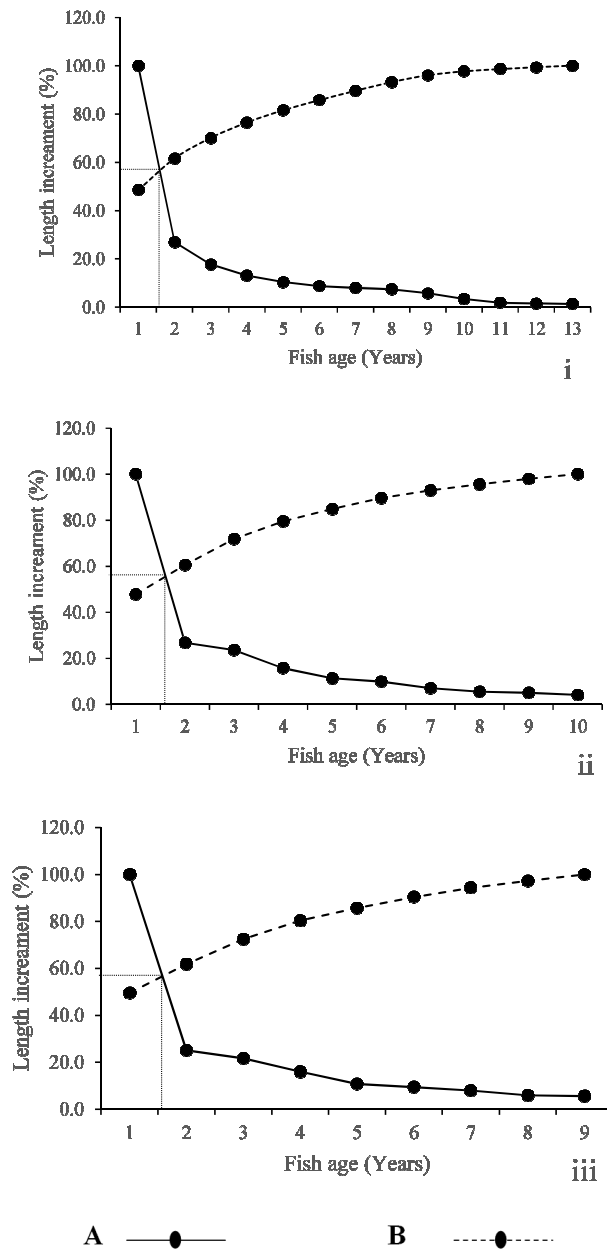 120.0
100.0
80.0
60.0
40.0
20.0
0.0
Length increament (%)
1 2 3 4 5 6 7 8 9 10 11 12 13
Fish age (Years)
i
120.0
100.0
80.0
60.0
40.0
20.0
0.0
Length increament (%)
1 2 3 4 5 6 7 8 9 10
Fish age (Years)
ii
120.0
100.0
80.0
60.0
40.0
20.0
0.0
Length increament (%)
1 2 3 4 5 6 7 8 9
Fish age (Years)
iii
A B